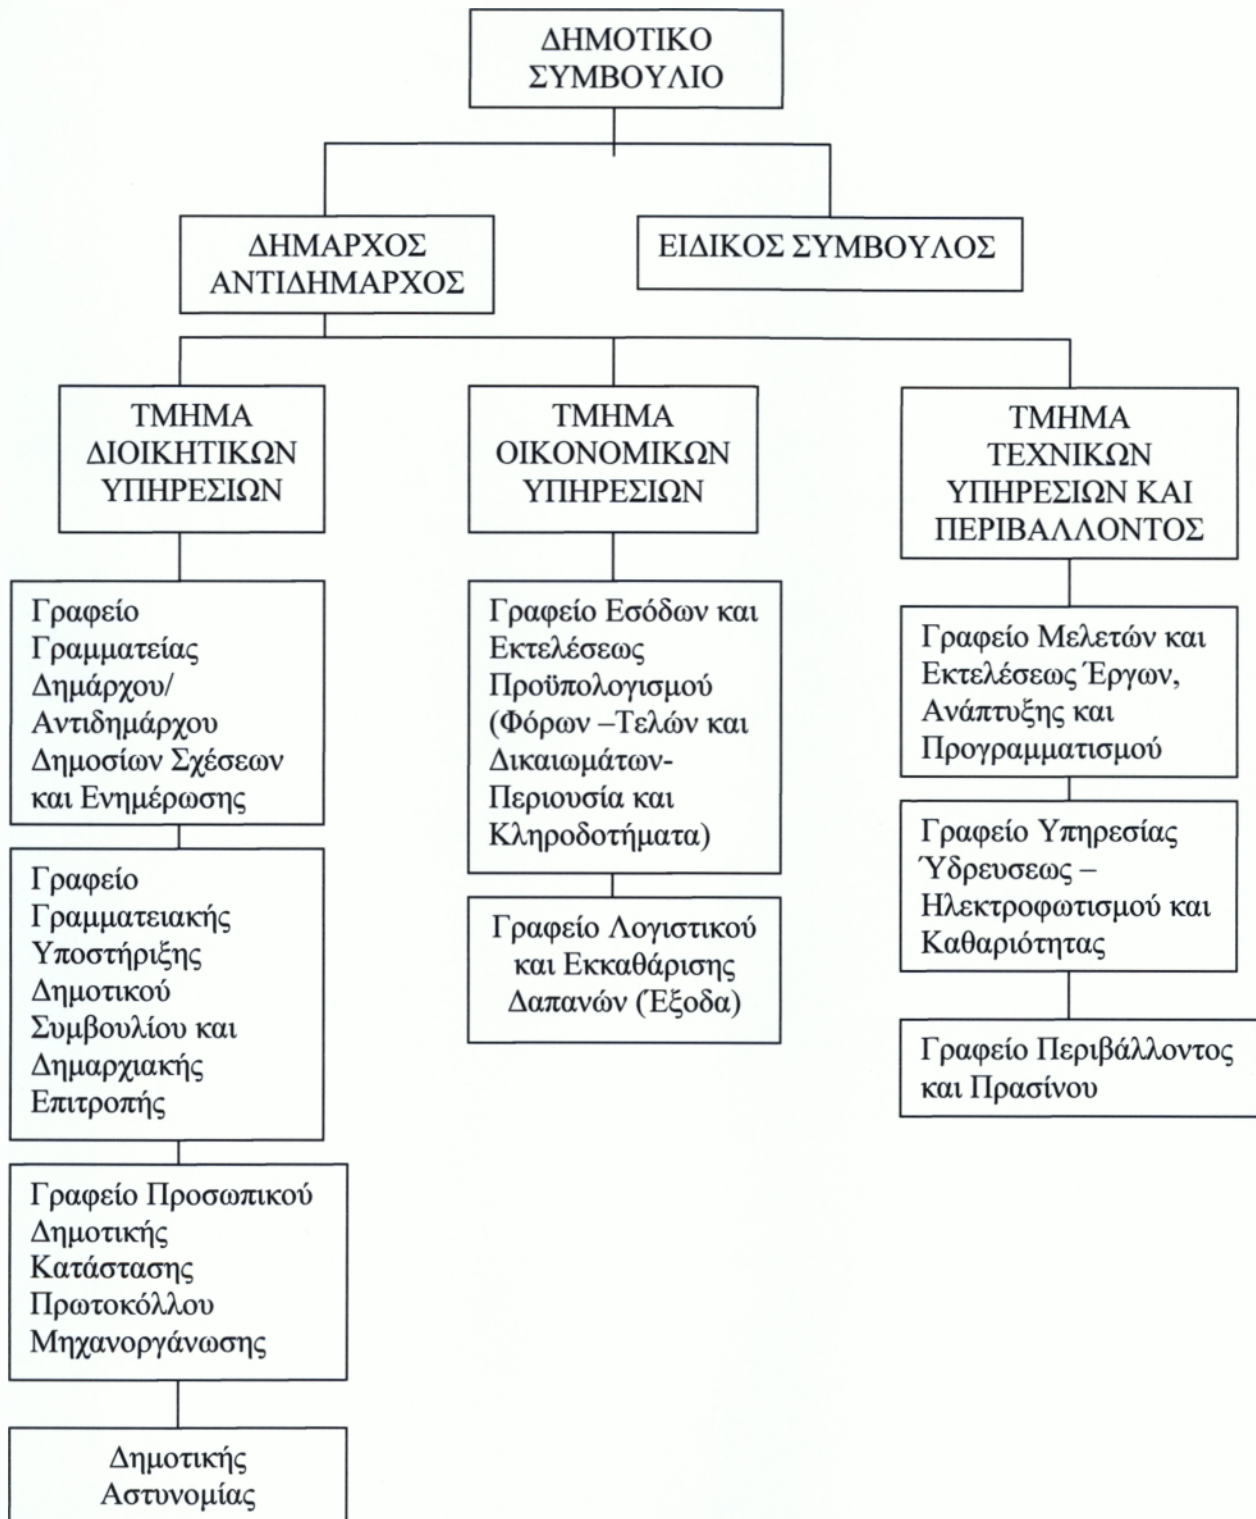 ΔΗΜΟΤΙΚΟ
ΣΥΜΒΟΥΛΙΟ
ΔΗΜΑΡΧΟΣ
ΑΝΤΙΔΗΜΑΡΧΟΣ
ΕΙΔΙΚΟΣ ΣΥΜΒΟΥΛΟΣ
ΤΜΗΜΑ
ΔΙΟΙΚΗΤΙΚΩΝ
ΥΠΗΡΕΣΙΩΝ
ΤΜΗΜΑ
ΟΙΚΟΝΟΜΙΚΩΝ
ΥΠΗΡΕΣΙΩΝ
ΤΜΗΜΑ
ΤΕΧΝΙΚΩΝ
ΥΠΗΡΕΣΙΩΝ ΚΑΙ
ΠΕΡΙΒΑΛΛΟΝΤΟΣ
Γραφείο
Γραμματείας
Δημάρχου/
Αντιδημάρχου
Δημοσίων Σχέσεων
και Ενημέρωσης
Γραφείο
Γραμματειακής
Υποστήριξης
Δημοτικού
Συμβουλίου και
Δημαρχιακής
Επιτροπής
Γραφείο Προσωπικού
Δημοτικής
Κατάστασης
Πρωτοκόλλου
Μηχανοργάνωσης
Δημοτικής
Αστυνομίας
Γραφείο Εσόδων και
Εκτελέσεως
Προϋπολογισμού
(Φόρων –Τελών και
Δικαιωμάτων-
Περιουσία και
Κληροδοτήματα)
Γραφείο Λογιστικού
και Εκκαθάρισης
Δαπανών (Έξοδα)
Γραφείο Μελετών και
Εκτελέσεως Έργων,
Ανάπτυξης και
Προγραμματισμού
Γραφείο Υπηρεσίας
Ύδρευσεως –
Ηλεκτροφωτισμού και
Καθαριότητας
Γραφείο Περιβάλλοντος
και Πρασίνου